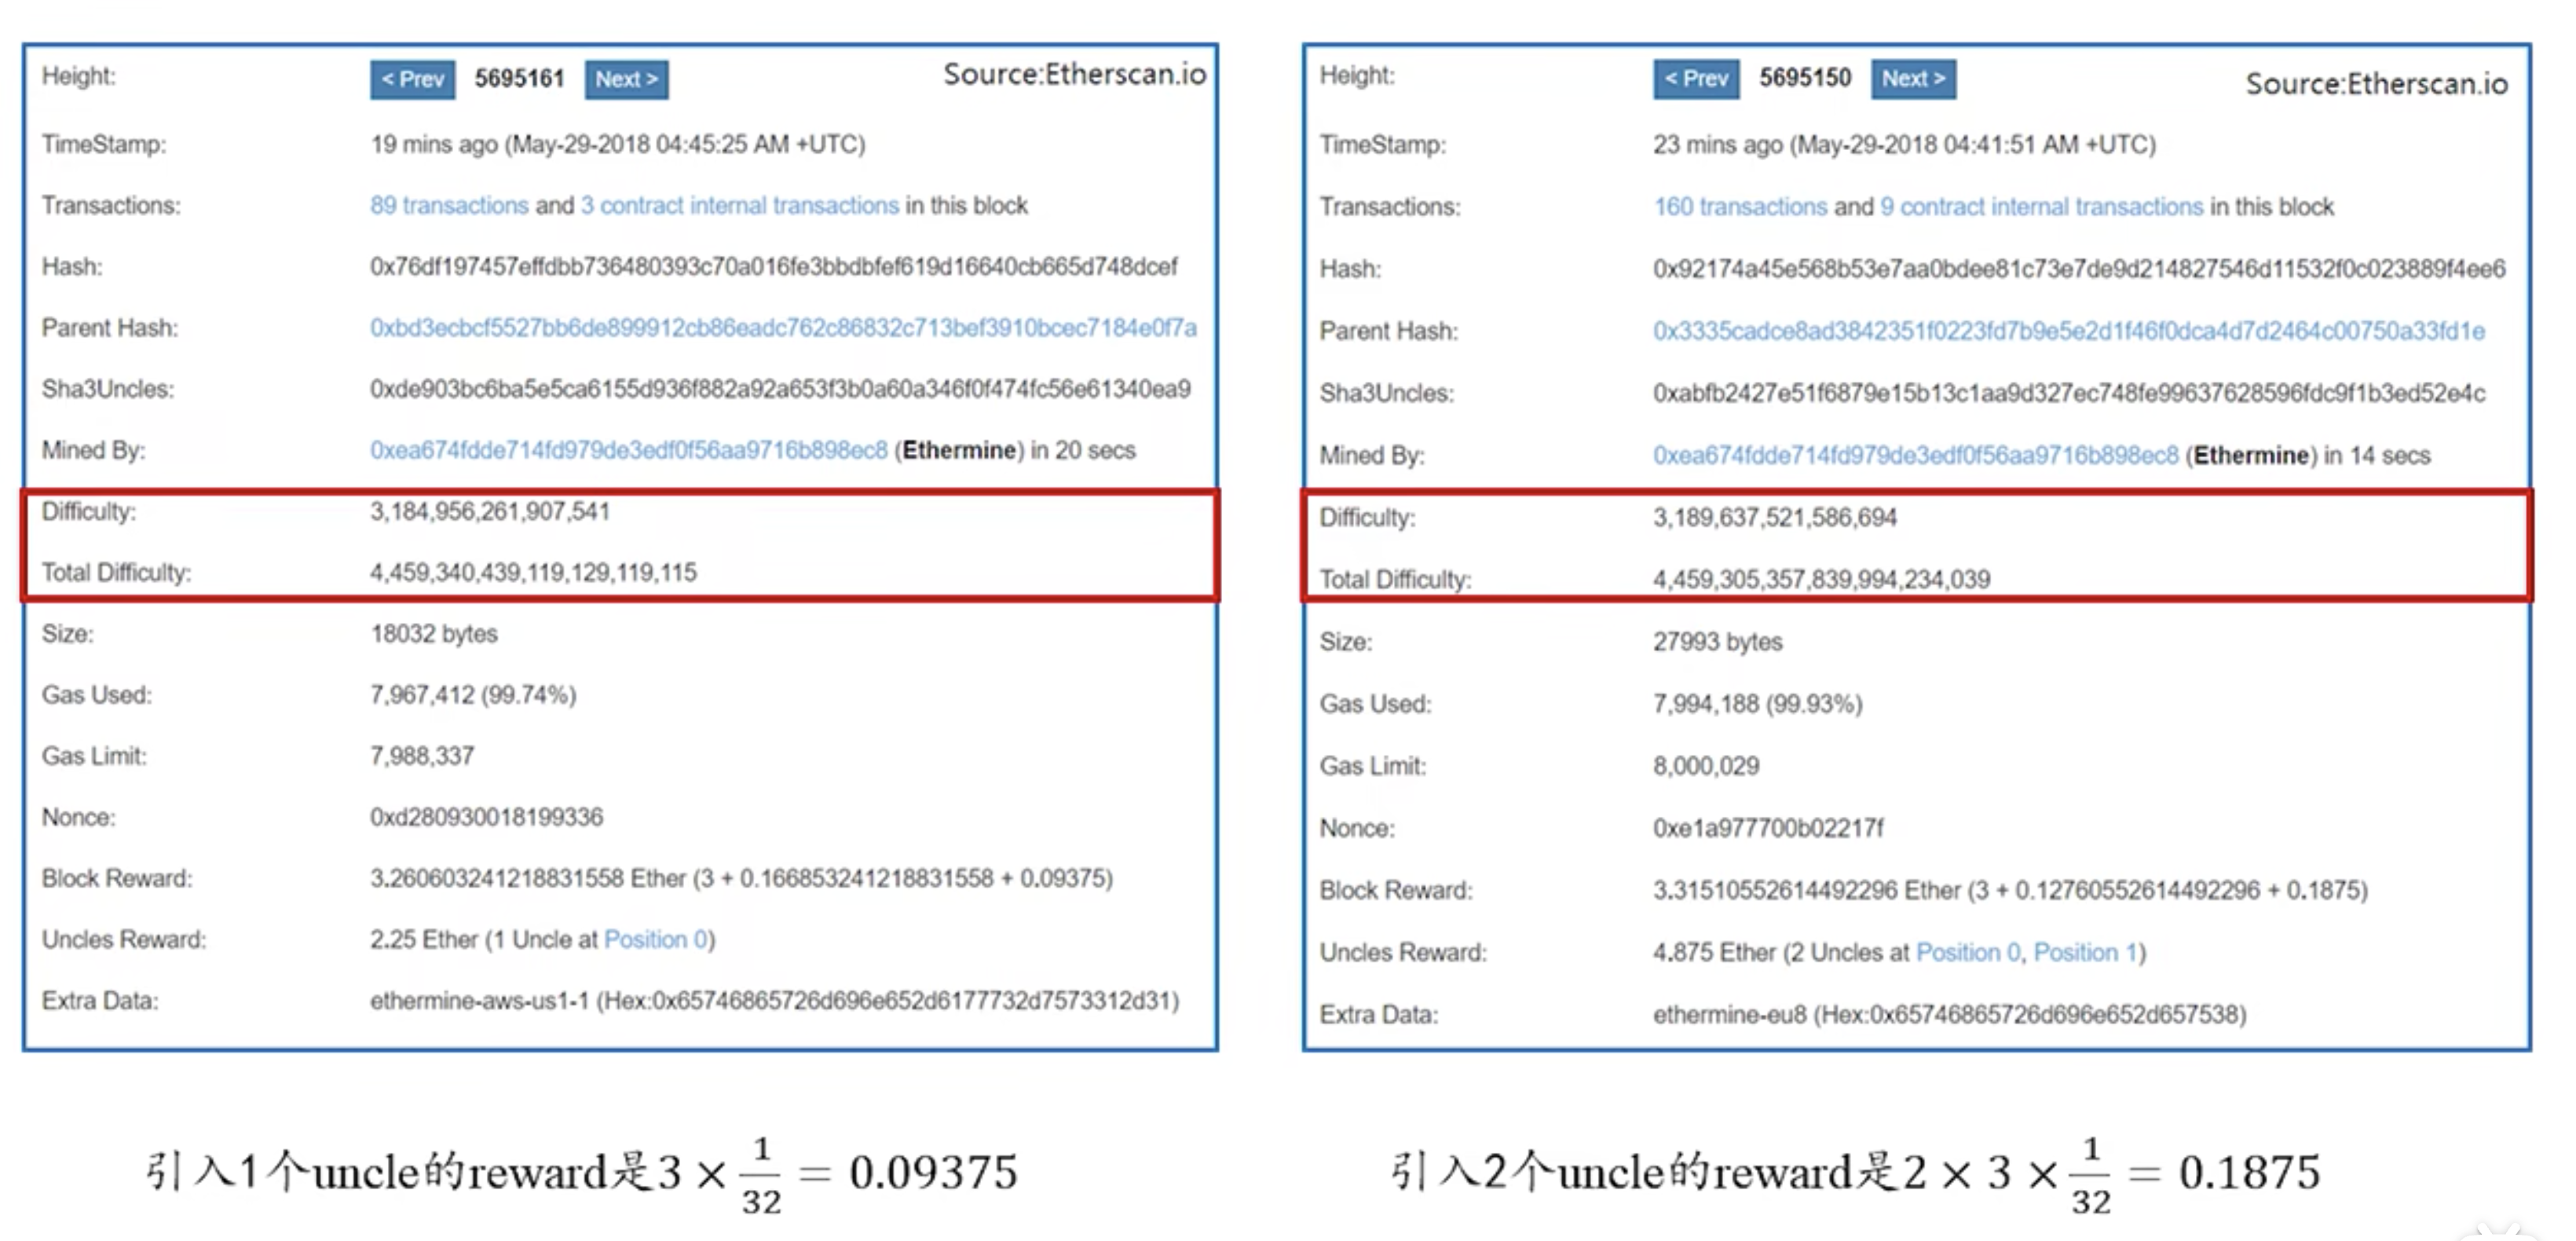 Height: < Prev 5695161 Next > Source:Etherscan.io
TimeStamp: 19 mins ago (May-29-2018 04:45:25 AM +UTC)
Transactions: 89 transactions and 3 contract internal transactions in this block
Hash: 0x76df197457effdbb736480393c70a016fe3bbdbfef619d16640cb665d748dcef
Parent Hash: 0xbd3ecbcf5527bb6de899912cb86eadc762c86832c713bef3910bcec7184e0f7a
Sha3Uncles: 0xde903bc6ba5e5ca6155d936f882a92a653f3b0a60a346f0f474fc56e61340ea9
Mined By: 0xea674fdde714fd979de3edf0f56aa9716b898ec8 (Ethermine) in 20 secs
Difficulty: 3,184,956,261,907,541
Total Difficulty: 4,459,340,439,119,129,119,115
Size: 18032 bytes
Gas Used: 7,967,412 (99.74%)
Gas Limit: 7,988,337
Nonce: 0xd280930018199336
Block Reward: 3.260603241218831558 Ether (3 + 0.166853241218831558 + 0.09375)
Uncles Reward: 2.25 Ether (1 Uncle at Position 0)
Extra Data: ethermine-aws-us1-1 (Hex:0x65746865726d696e652d6177732d7573312d31)
引入1个uncle的reward是3 × 1/32 = 0.09375
Height: < Prev 5695150 Next > Source:Etherscan.io
TimeStamp: 23 mins ago (May-29-2018 04:41:51 AM +UTC)
Transactions: 160 transactions and 9 contract internal transactions in this block
Hash: 0x92174a45e568b53e7aa0bdee81c73e7de9d214827546d11532f0c023889f4ee6
Parent Hash: 0x3335cadce8ad3842351f0223fd7b9e5e2d1f46f0dca4d7d2464c00750a33fd1e
Sha3Uncles: 0xabfb2427e51f6879e15b13c1aa9d327ec748fe99637628596fdc9f1b3ed52e4c
Mined By: 0xea674fdde714fd979de3edf0f56aa9716b898ec8 (Ethermine) in 14 secs
Difficulty: 3,189,637,521,586,694
Total Difficulty: 4,459,305,357,839,994,234,039
Size: 27993 bytes
Gas Used: 7,994,188 (99.93%)
Gas Limit: 8,000,029
Nonce: 0xe1a977700b02217f
Block Reward: 3.31510552614492296 Ether (3 + 0.12760552614492296 + 0.1875)
Uncles Reward: 4.875 Ether (2 Uncles at Position 0, Position 1)
Extra Data: ethermine-eu8 (Hex:0x65746865726d696e652d657538)
引入2个uncle的reward是2 × 3 × 1/32 = 0.1875